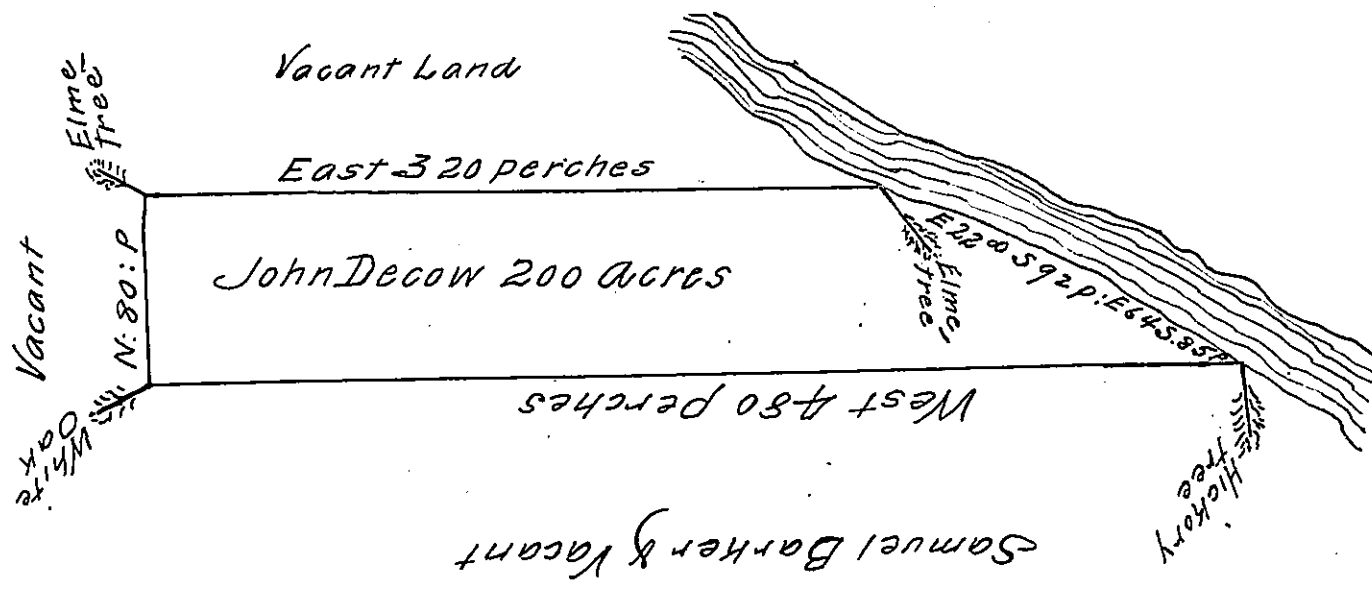 Vacant Land
Elme
tree
East 320 perches
Vacant
N: 80: P
John Decow 200 Acres
Elme
tree
E 22°° S 92 p: E 64 S. 85 P
West 480 perches
White
Oak
Hickory
tree
Samuel Barker & Vacant